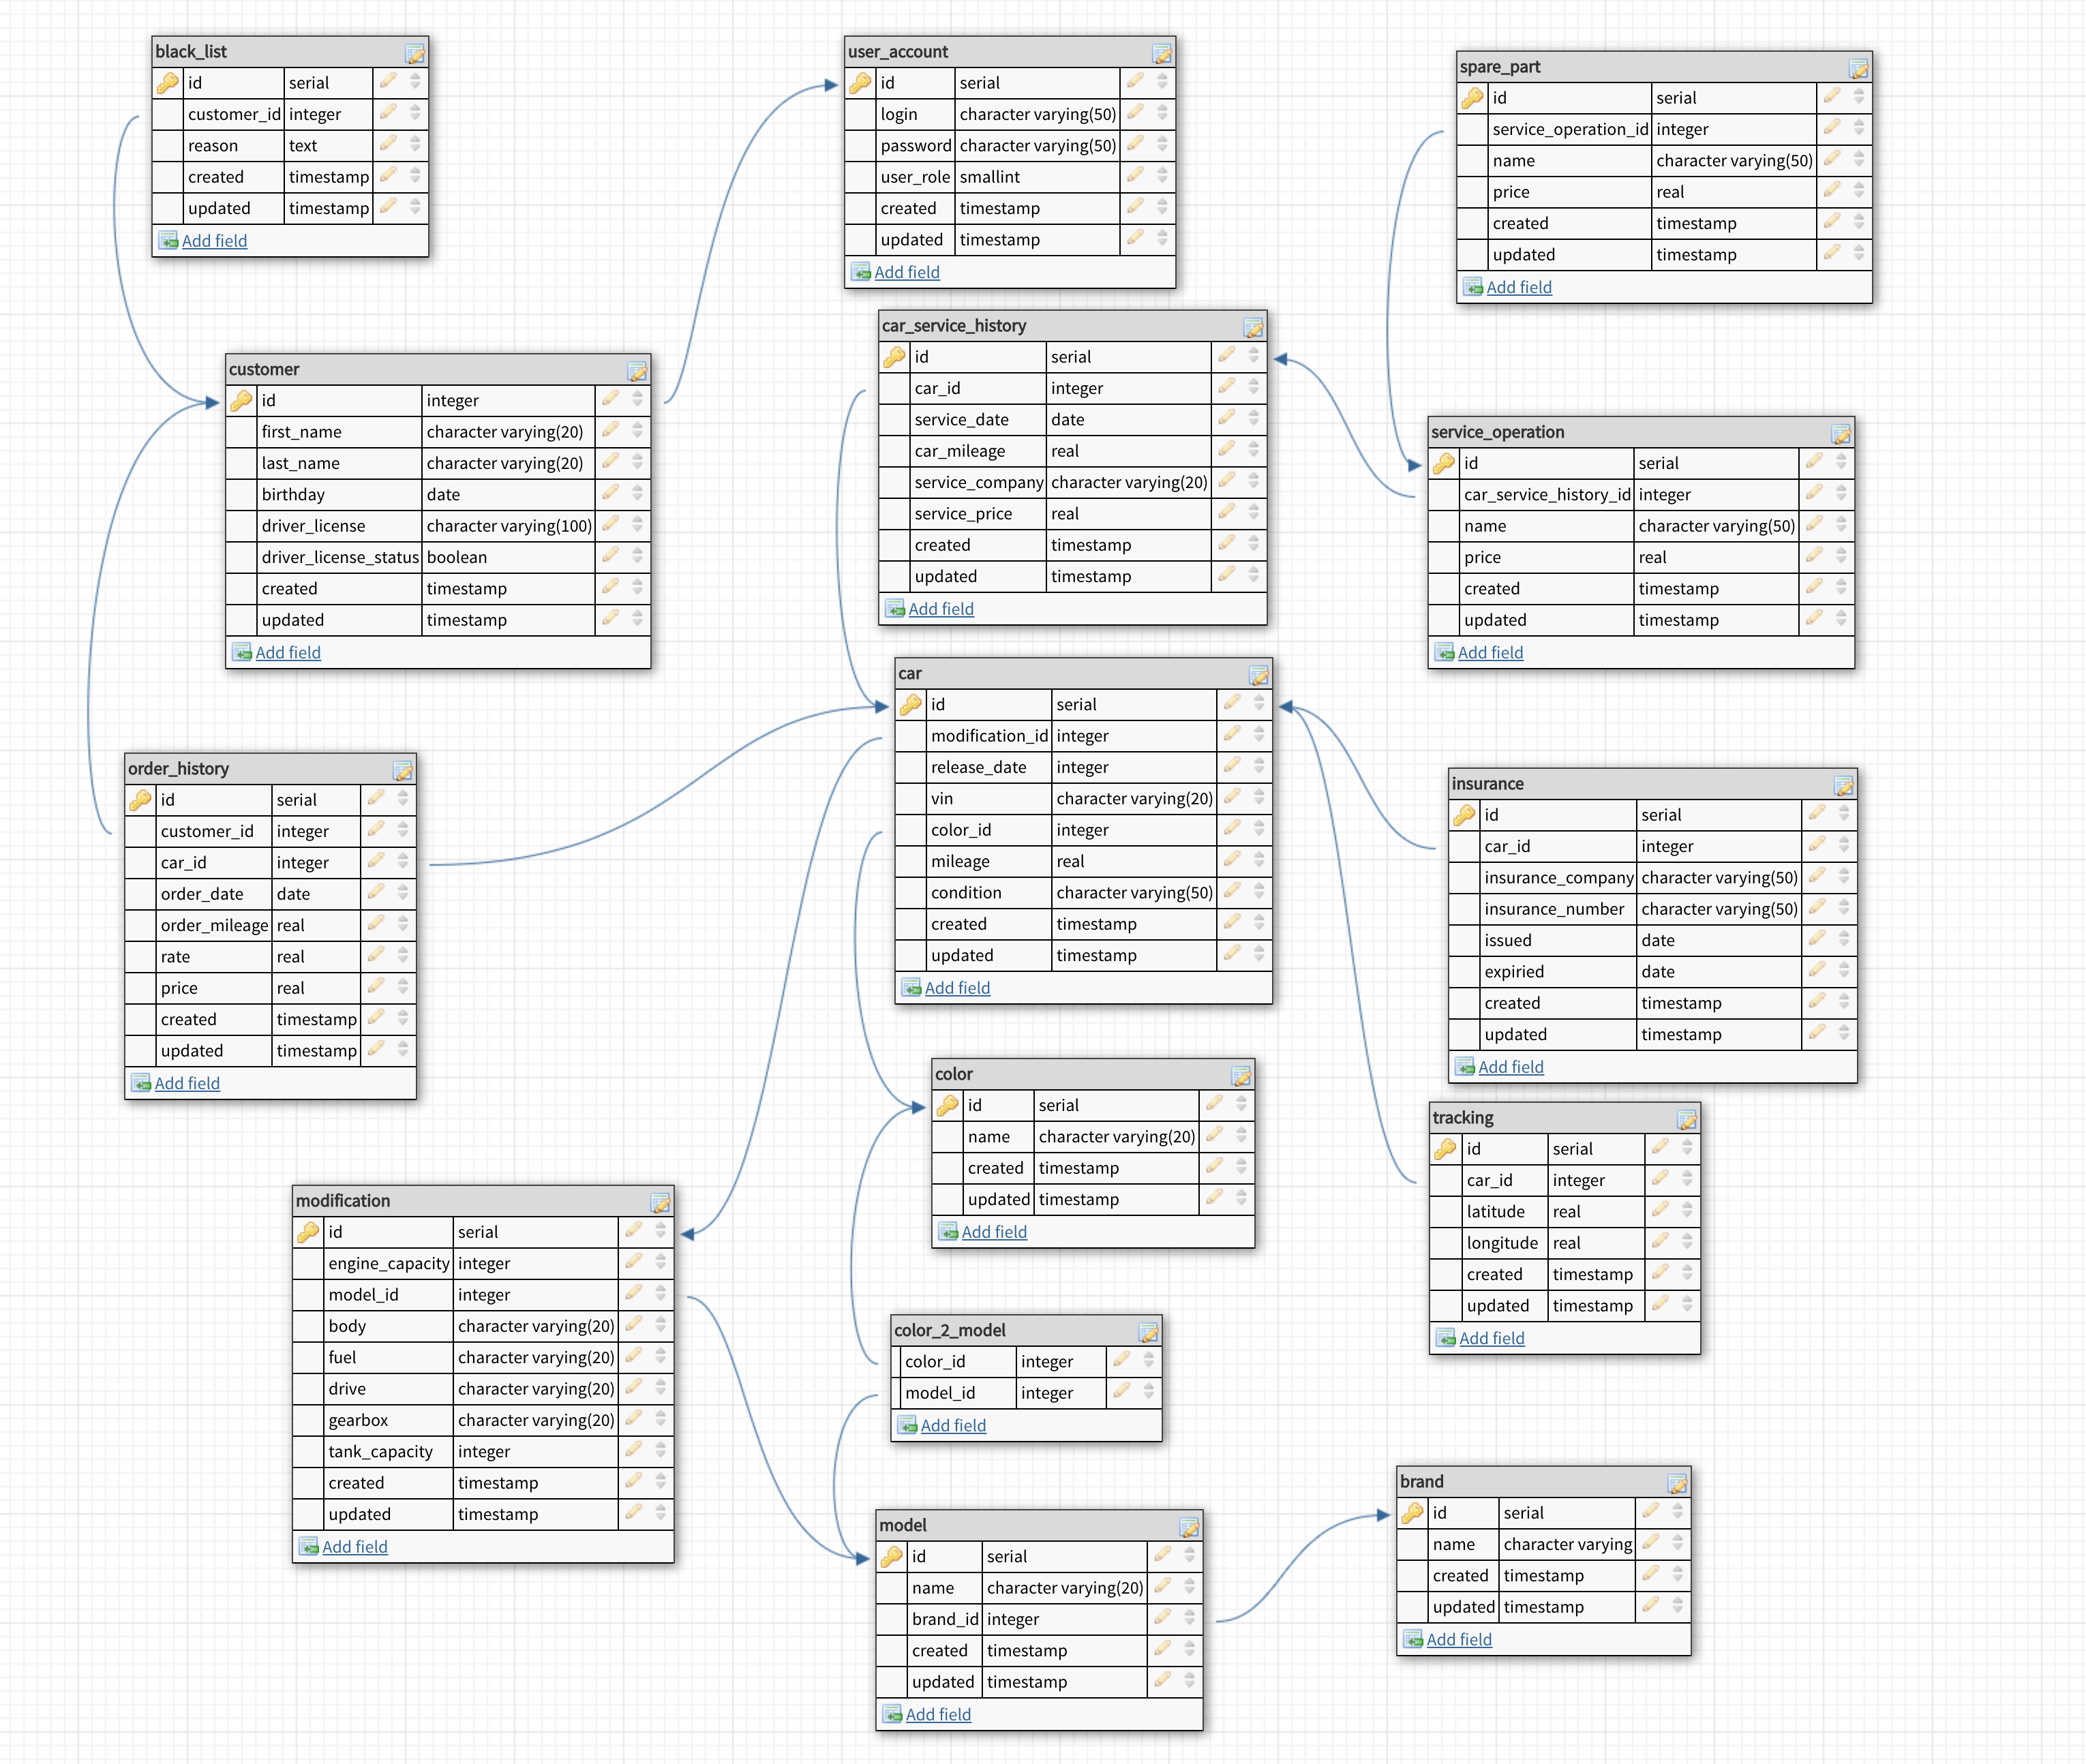 black_list
id serial
customer_id integer
reason text
created timestamp
updated timestamp
Add field
user_account
id serial
login character varying(50)
password character varying(50)
user_role smallint
created timestamp
updated timestamp
Add field
spare_part
id serial
service_operation_id integer
name character varying(50)
price real
created timestamp
updated timestamp
Add field
customer
id integer
first_name character varying(20)
last_name character varying(20)
birthday date
driver_license character varying(100)
driver_license_status boolean
created timestamp
updated timestamp
Add field
car_service_history
id serial
car_id integer
service_date date
car_mileage real
service_company character varying(20)
service_price real
created timestamp
updated timestamp
Add field
service_operation
id serial
car_service_history_id integer
name character varying(50)
price real
created timestamp
updated timestamp
Add field
order_history
id serial
customer_id integer
car_id integer
order_date date
order_mileage real
rate real
price real
created timestamp
updated timestamp
Add field
car
id serial
modification_id integer
release_date integer
vin character varying(20)
color_id integer
mileage real
condition character varying(50)
created timestamp
updated timestamp
Add field
insurance
id serial
car_id integer
insurance_company character varying(50)
insurance_number character varying(50)
issued date
expiried date
created timestamp
updated timestamp
Add field
color
id serial
name character varying(20)
created timestamp
updated timestamp
Add field
tracking
id serial
car_id integer
latitude real
longitude real
created timestamp
updated timestamp
Add field
modification
id serial
engine_capacity integer
model_id integer
body character varying(20)
fuel character varying(20)
drive character varying(20)
gearbox character varying(20)
tank_capacity integer
created timestamp
updated timestamp
Add field
color_2_model
color_id integer
model_id integer
Add field
model
id serial
name character varying(20)
brand_id integer
created timestamp
updated timestamp
Add field
brand
id serial
name character varying
created timestamp
updated timestamp
Add field